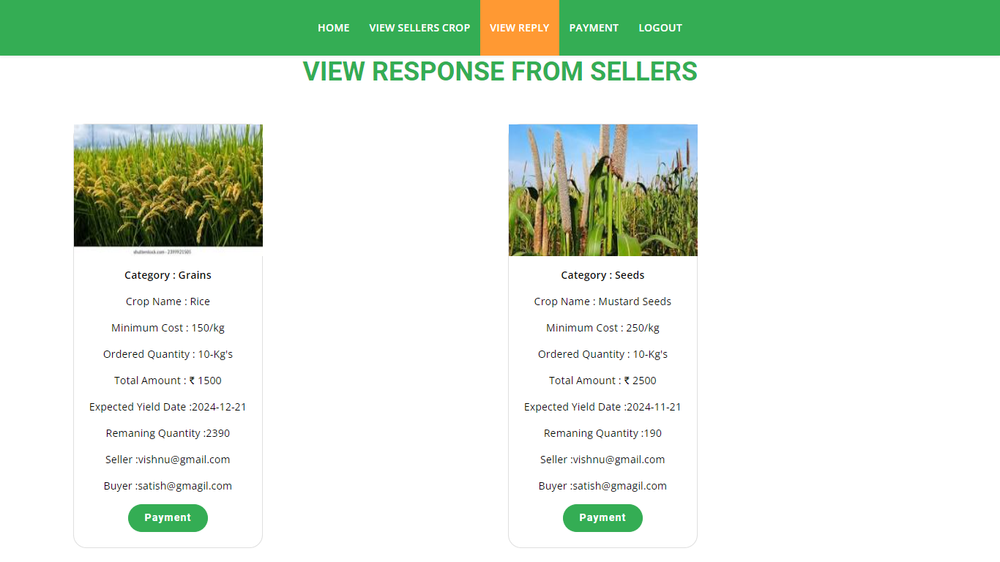 HOME VIEW SELLERS CROP VIEW REPLY PAYMENT LOGOUT
VIEW RESPONSE FROM SELLERS
shutterstock.com · 2399921501
Category : Grains
Crop Name : Rice
Minimum Cost : 150/kg
Ordered Quantity : 10-Kg's
Total Amount : ₹ 1500
Expected Yield Date :2024-12-21
Remaning Quantity :2390
Seller :vishnu@gmail.com
Buyer :satish@gmagil.com
Payment
Category : Seeds
Crop Name : Mustard Seeds
Minimum Cost : 250/kg
Ordered Quantity : 10-Kg's
Total Amount : ₹ 2500
Expected Yield Date :2024-11-21
Remaning Quantity :190
Seller :vishnu@gmail.com
Buyer :satish@gmagil.com
Payment